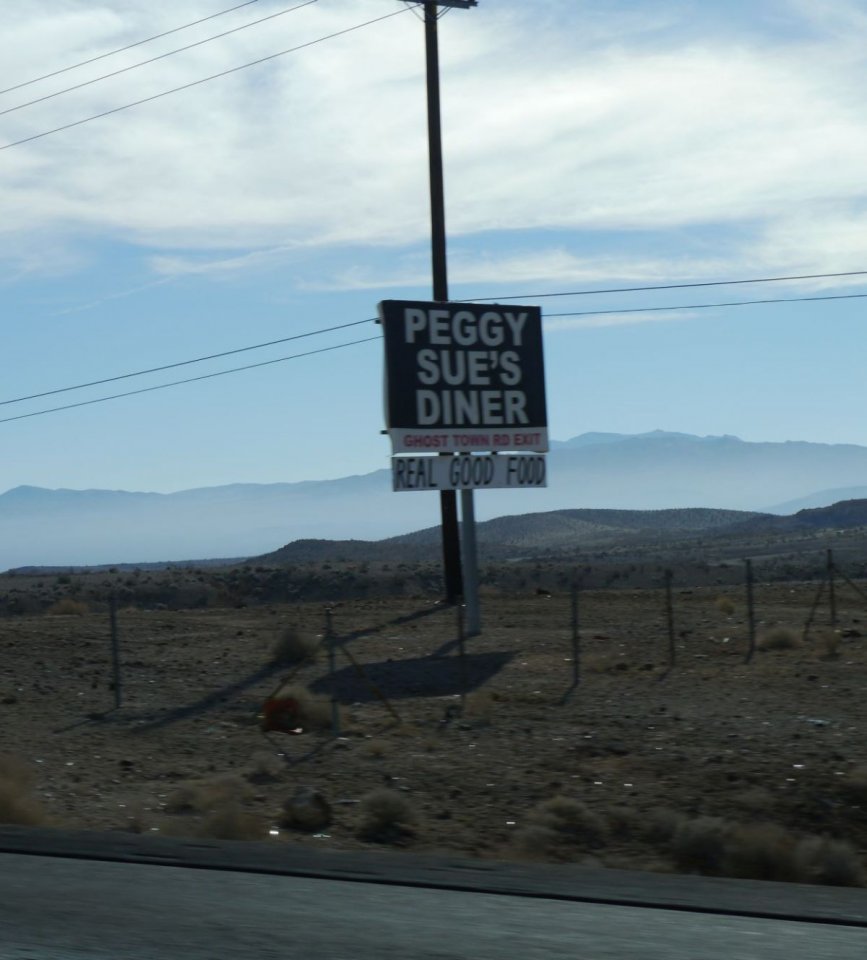 PEGGY
SUE'S
DINER
GHOST TOWN RD EXIT
REAL GOOD FOOD